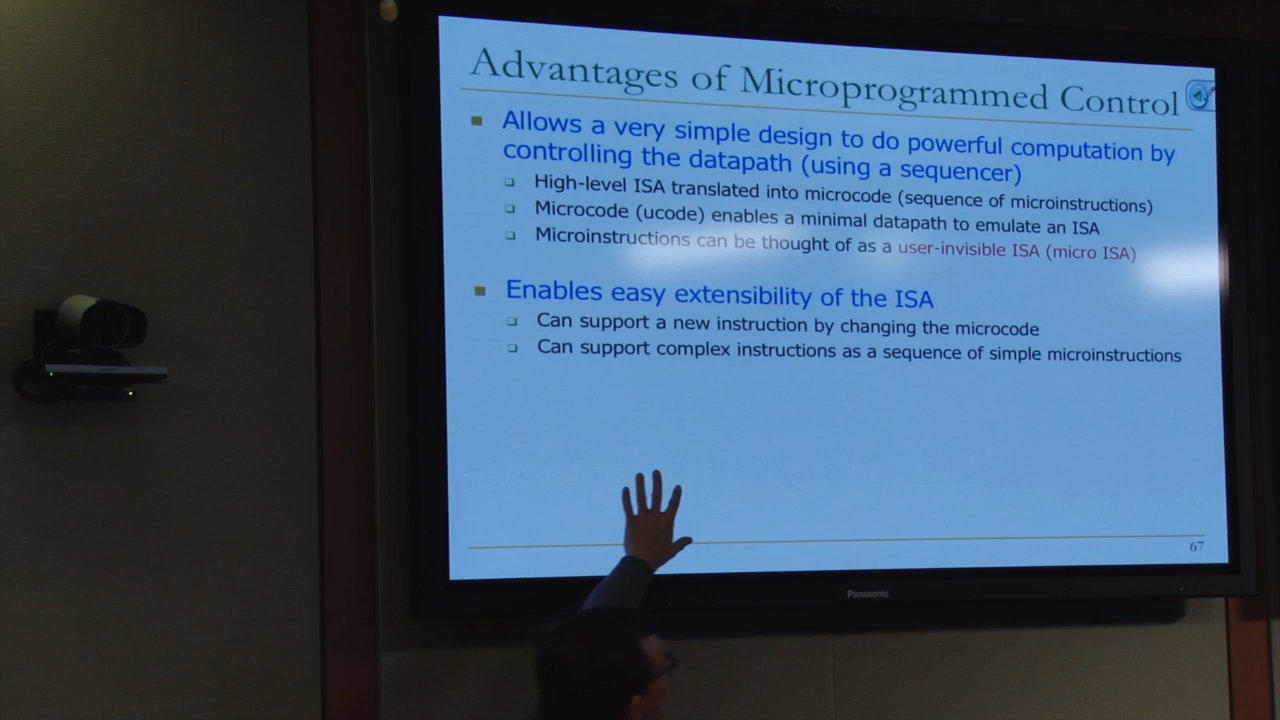 Advantages of Microprogrammed Control
Allows a very simple design to do powerful computation by
controlling the datapath (using a sequencer)
High-level ISA translated into microcode (sequence of microinstructions)
Microcode (ucode) enables a minimal datapath to emulate an ISA
Microinstructions can be thought of as a user-invisible ISA (micro ISA)
Enables easy extensibility of the ISA
Can support a new instruction by changing the microcode
Can support complex instructions as a sequence of simple microinstructions
67
Panasonic